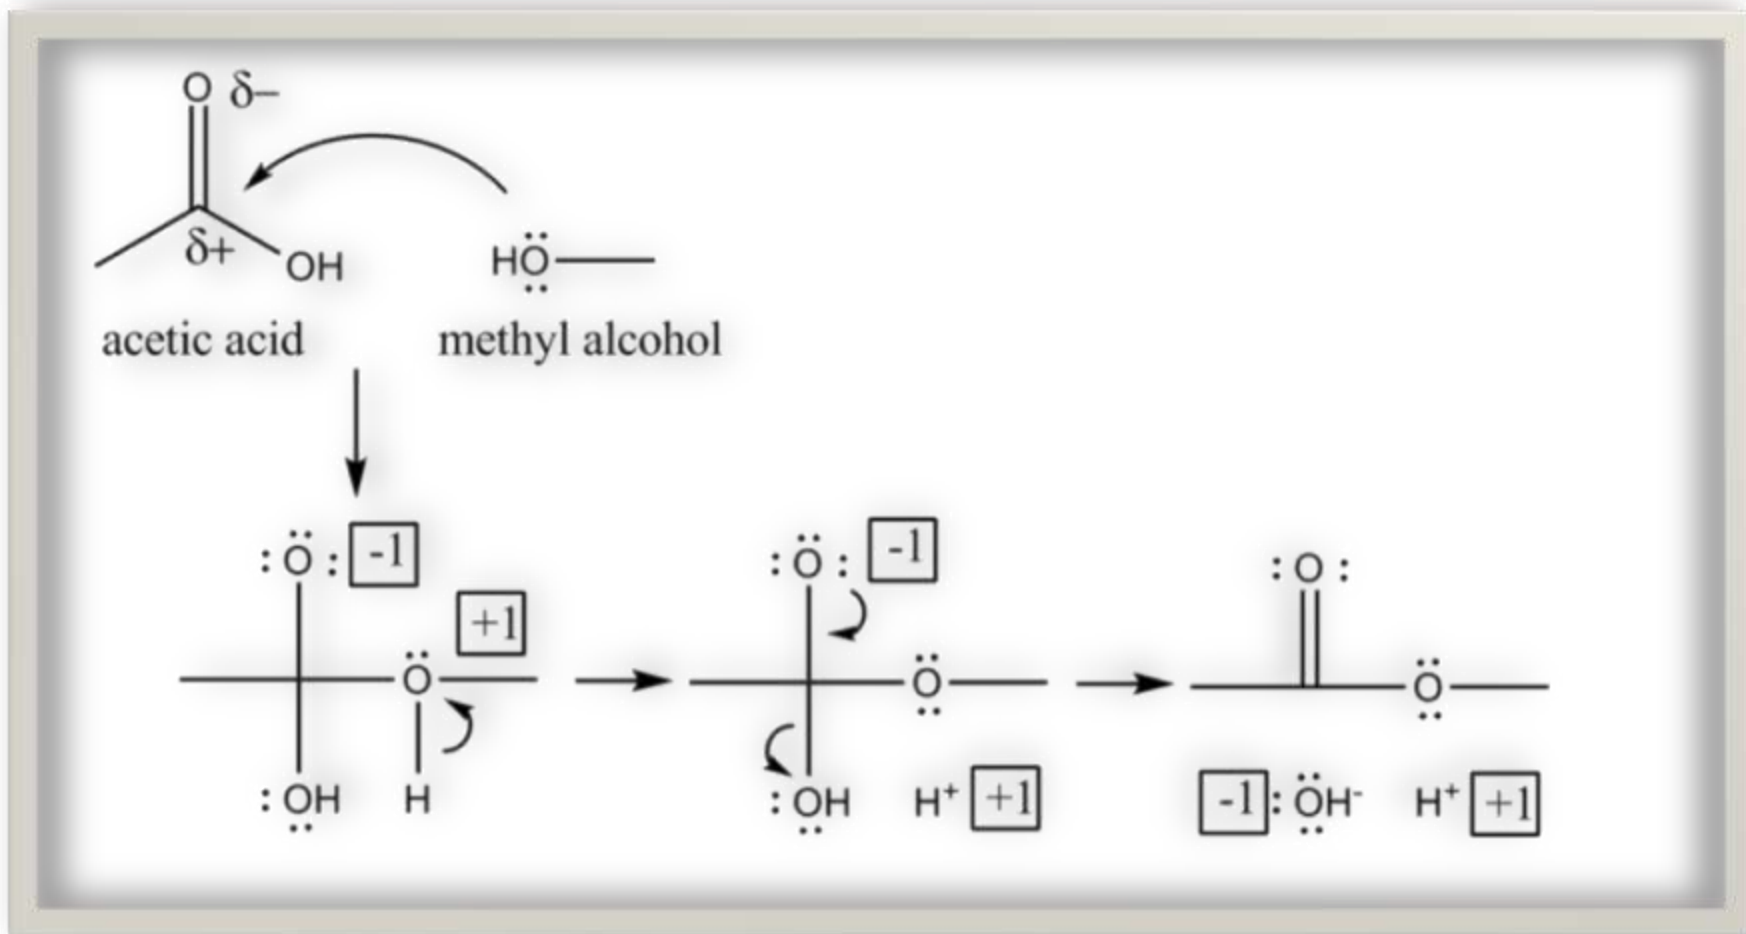 O δ−
δ+
OH
HÖ
acetic acid
methyl alcohol
:Ö: -1
+1
Ö
:OH H
:Ö: -1
Ö
:OH H⁺ +1
:O:
Ö
-1 :ÖH⁻ H⁺ +1